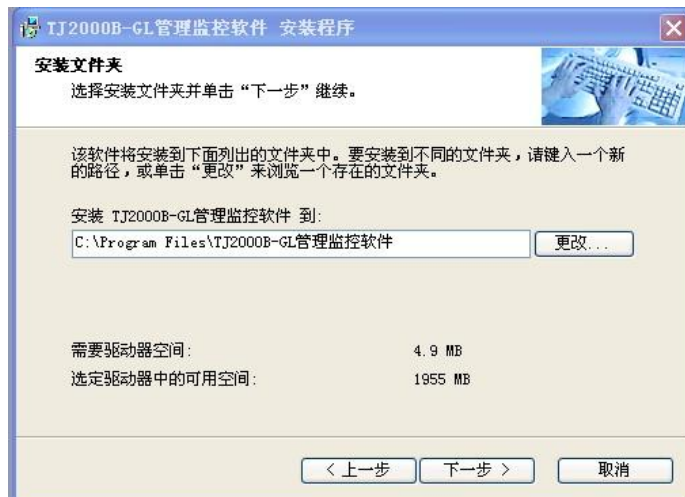 TJ2000B-GL管理监控软件 安装程序
安装文件夹
选择安装文件夹并单击“下一步”继续。
该软件将安装到下面列出的文件夹中。要安装到不同的文件夹，请键入一个新
的路径，或单击“更改”来浏览一个存在的文件夹。
安装 TJ2000B-GL管理监控软件 到:
C:\Program Files\TJ2000B-GL管理监控软件
更改...
需要驱动器空间: 4.9 MB
选定驱动器中的可用空间: 1955 MB
< 上一步 下一步 > 取消